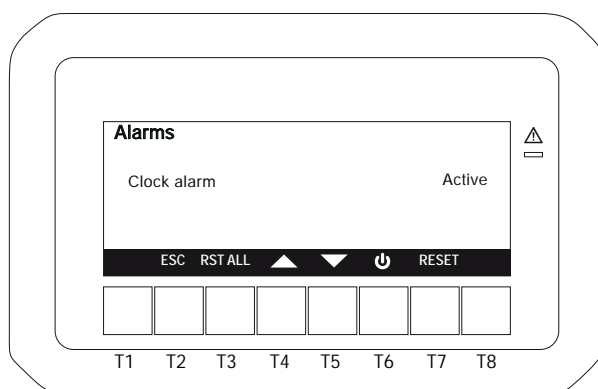 Alarms
Clock alarm Active
ESC RST ALL RESET
T1 T2 T3 T4 T5 T6 T7 T8